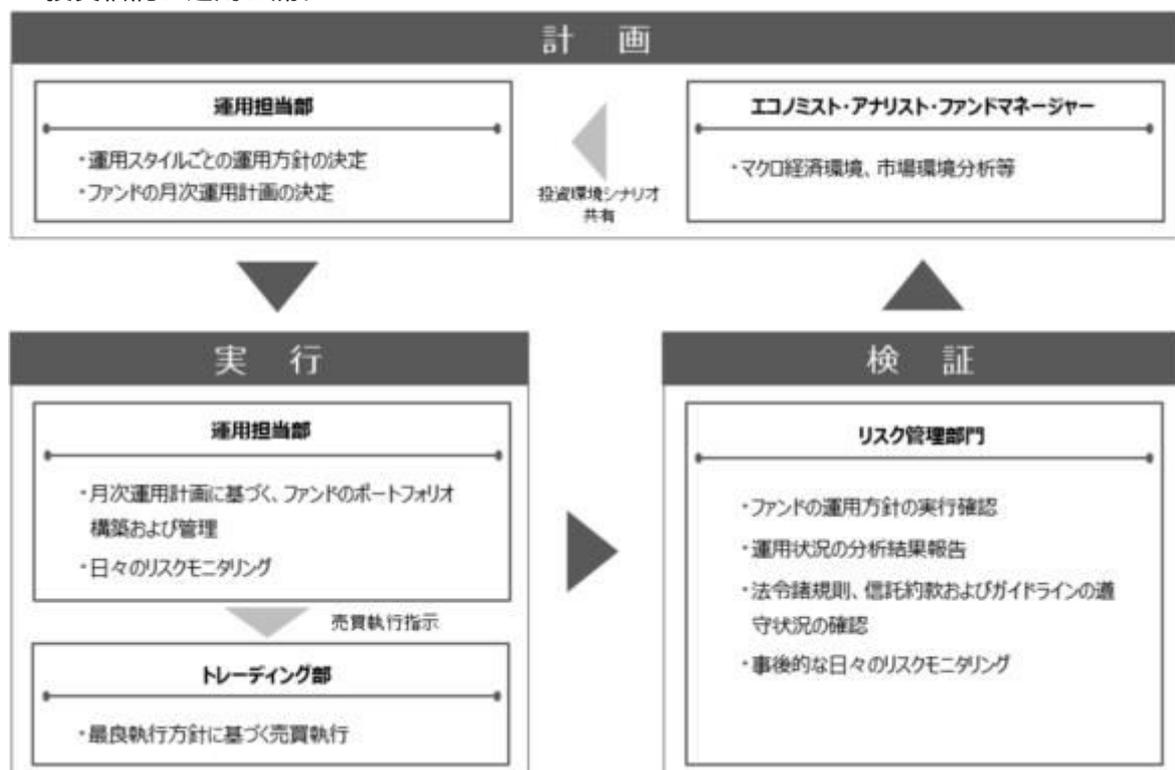 計 画
運用担当部
・運用スタイルごとの運用方針の決定
・ファンドの月次運用計画の決定
投資環境シナリオ
共有
エコノミスト・アナリスト・ファンドマネージャー
・マクロ経済環境、市場環境分析等
実 行
運用担当部
・月次運用計画に基づく、ファンドのポートフォリオ
構築および管理
・日々のリスクモニタリング
売買執行指示
トレーディング部
・最良執行方針に基づく売買執行
検 証
リスク管理部門
・ファンドの運用方針の実行確認
・運用状況の分析結果報告
・法令諸規則、信託約款およびガイドラインの遵
守状況の確認
・事後的な日々のリスクモニタリング